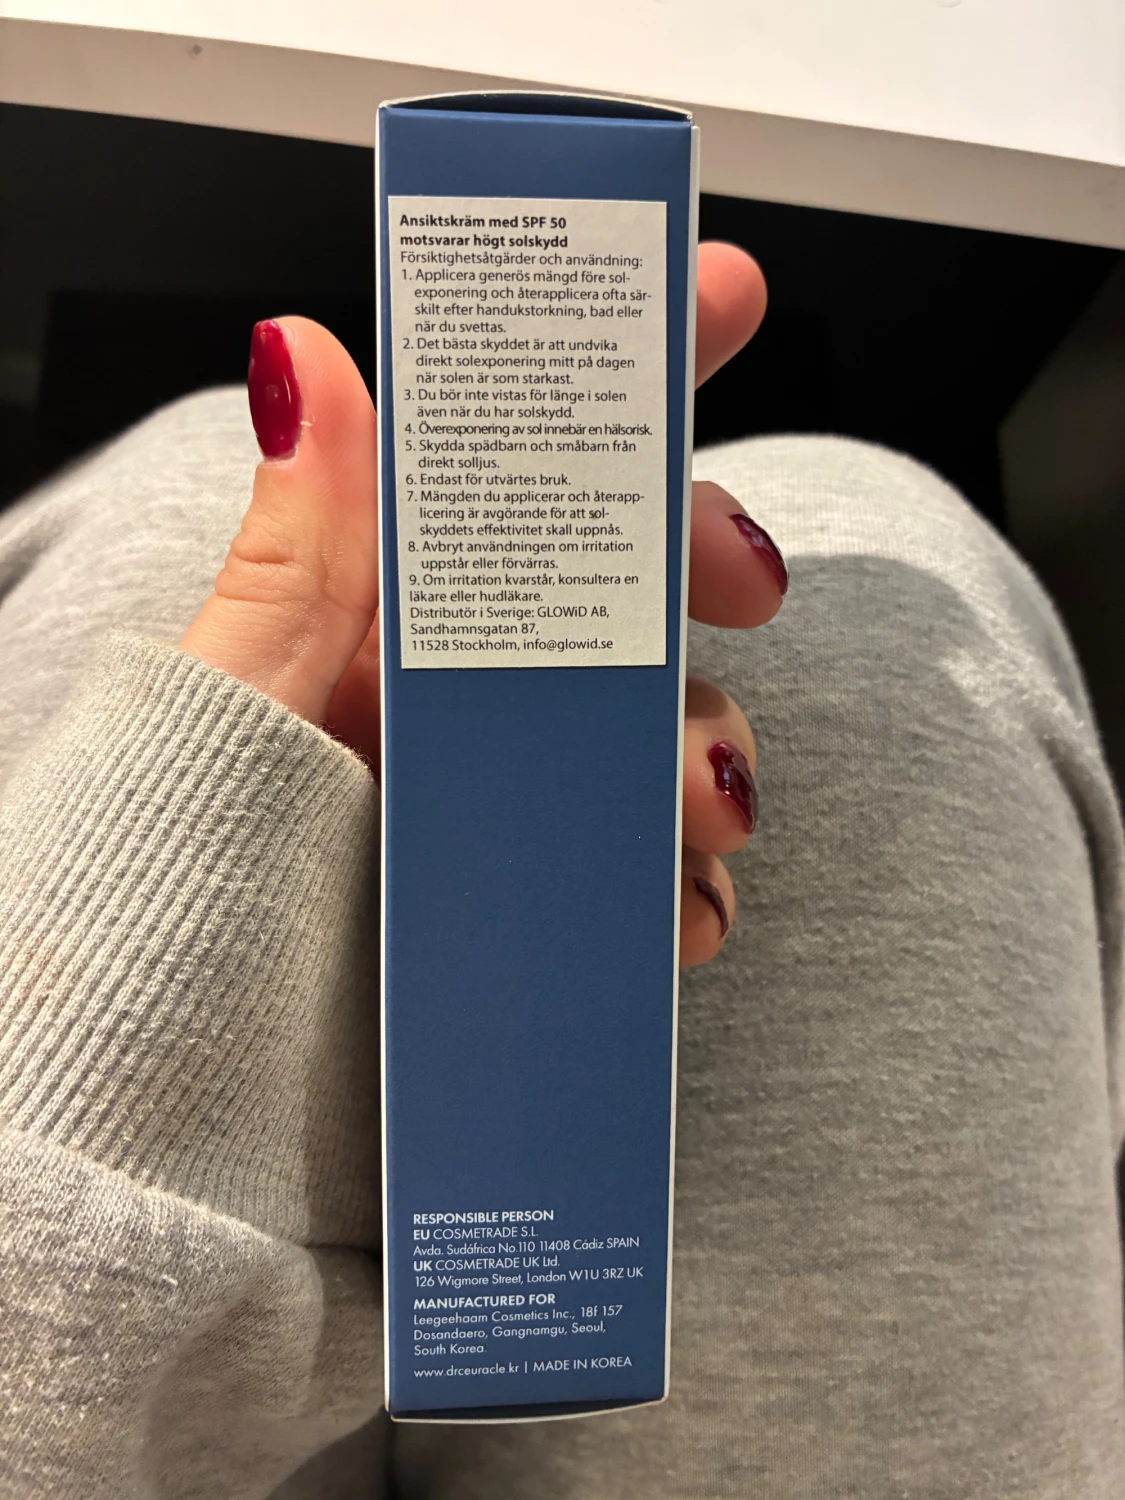 Ansiktskräm med SPF 50
motsvarar högt solskydd
Försiktighetsåtgärder och användning:
1. Applicera generös mängd före sol-
exponering och återapplicera ofta sär-
skilt efter handukstorkning, bad eller
när du svettas.
2. Det bästa skyddet är att undvika
direkt solexponering mitt på dagen
när solen är som starkast.
3. Du bör inte vistas för länge i solen
även när du har solskydd.
4. Överexponering av sol innebär en hälsorisk.
5. Skydda spädbarn och småbarn från
direkt solljus.
6. Endast för utvärtes bruk.
7. Mängden du applicerar och återapp-
licering är avgörande för att sol-
skyddets effektivitet skall uppnås.
8. Avbryt användningen om irritation
uppstår eller förvärras.
9. Om irritation kvarstår, konsultera en
läkare eller hudläkare.
Distributör i Sverige: GLOWiD AB,
Sandhamnsgatan 87,
11528 Stockholm, info@glowid.se
RESPONSIBLE PERSON
EU COSMETRADE S.L.
Avda. Sudáfrica No.110 11408 Cádiz SPAIN
UK COSMETRADE UK Ltd.
126 Wigmore Street, London W1U 3RZ UK
MANUFACTURED FOR
Leegeehaam Cosmetics Inc., 18f 157
Dosandaero, Gangnamgu, Seoul,
South Korea.
www.drceuracle.kr | MADE IN KOREA